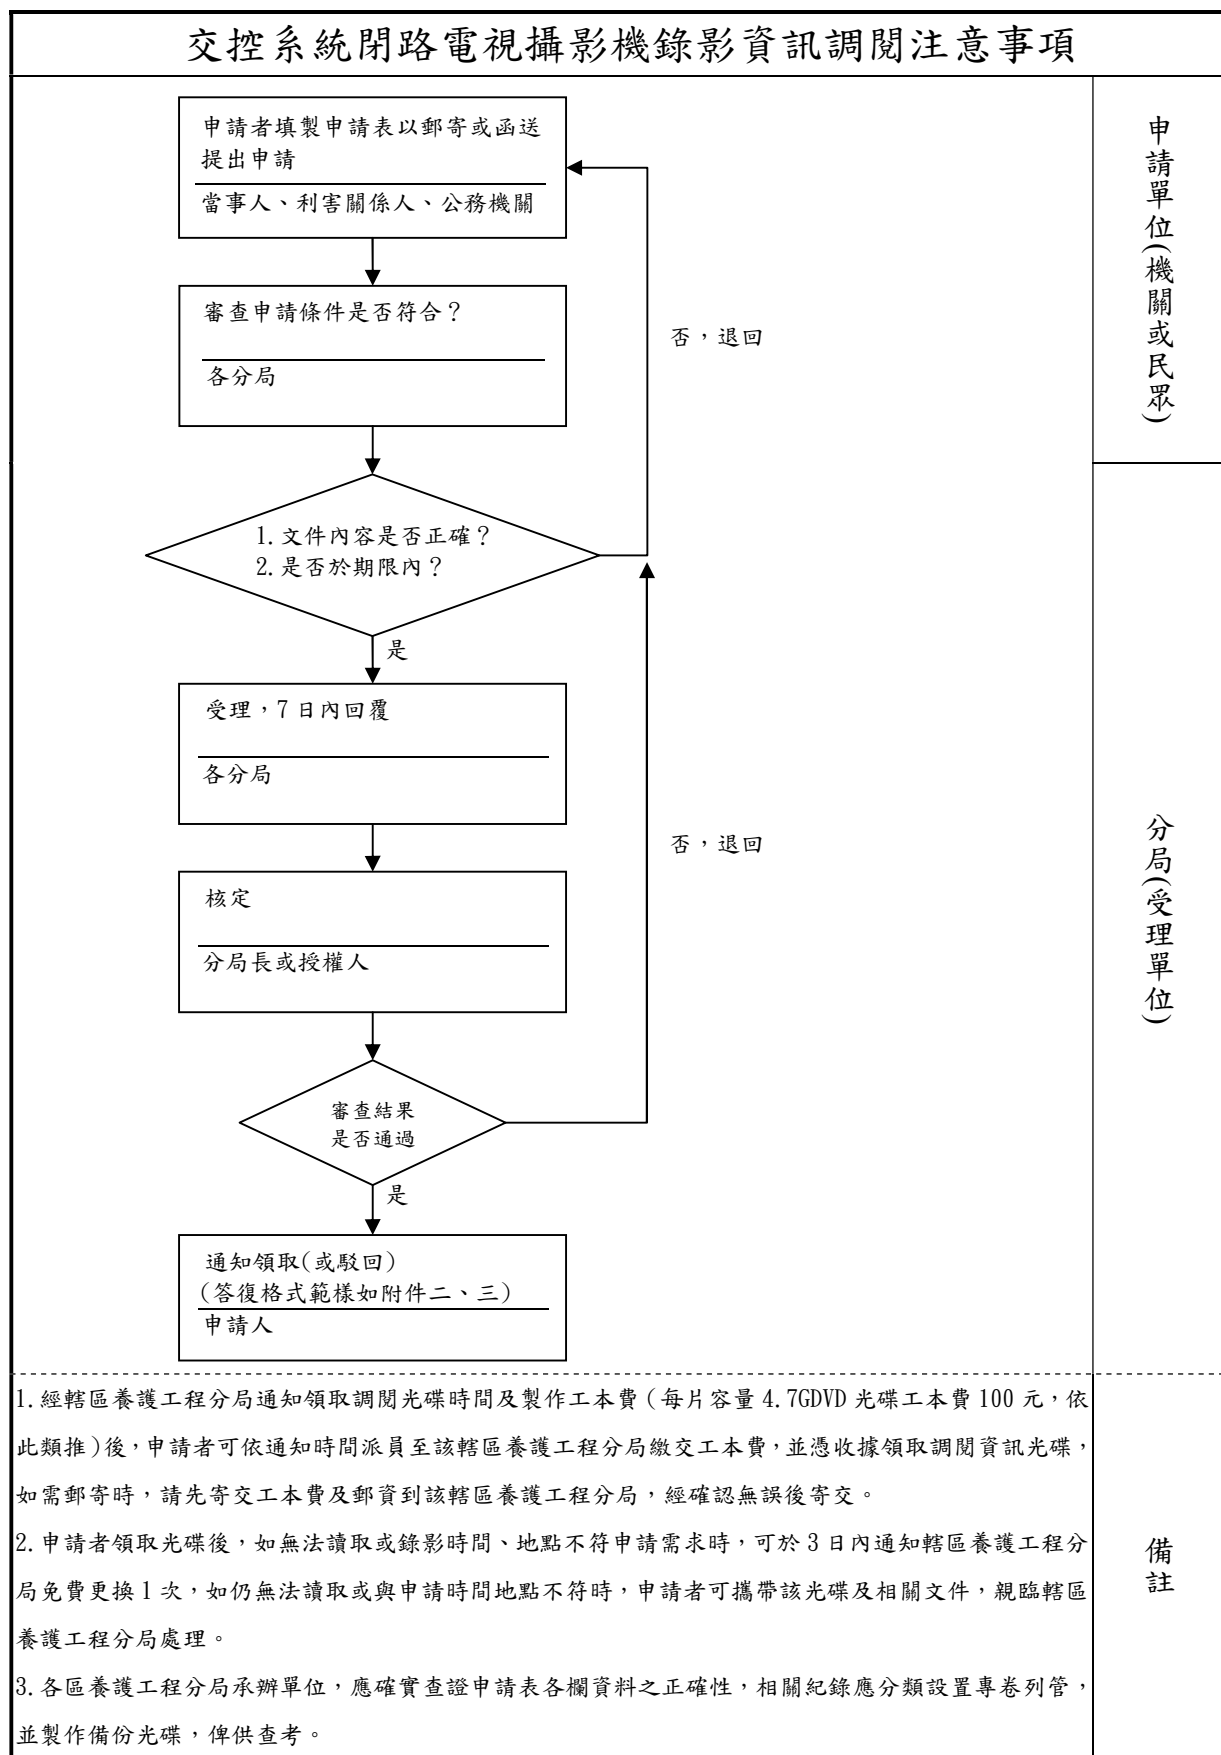 交控系統閉路電視攝影機錄影資訊調閱注意事項
申請者填製申請表以郵寄或函送
提出申請
當事人、利害關係人、公務機關
審查申請條件是否符合？
各分局
否，退回
1.文件內容是否正確？
2.是否於期限內？
是
受理，7日內回覆
各分局
否，退回
核定
分局長或授權人
審查結果
是否通過
是
通知領取(或駁回)
(答復格式範樣如附件二、三)
申請人
申請單位(機關或民眾)
分局(受理單位)
1.經轄區養護工程分局通知領取調閱光碟時間及製作工本費（每片容量 4.7GDVD 光碟工本費 100 元，依
此類推)後，申請者可依通知時間派員至該轄區養護工程分局繳交工本費，並憑收據領取調閱資訊光碟，
如需郵寄時，請先寄交工本費及郵資到該轄區養護工程分局，經確認無誤後寄交。
2.申請者領取光碟後，如無法讀取或錄影時間、地點不符申請需求時，可於 3 日內通知轄區養護工程分
局免費更換 1 次，如仍無法讀取或與申請時間地點不符時，申請者可攜帶該光碟及相關文件，親臨轄區
養護工程分局處理。
3.各區養護工程分局承辦單位，應確實查證申請表各欄資料之正確性，相關紀錄應分類設置專卷列管，
並製作備份光碟，俾供查考。
備註